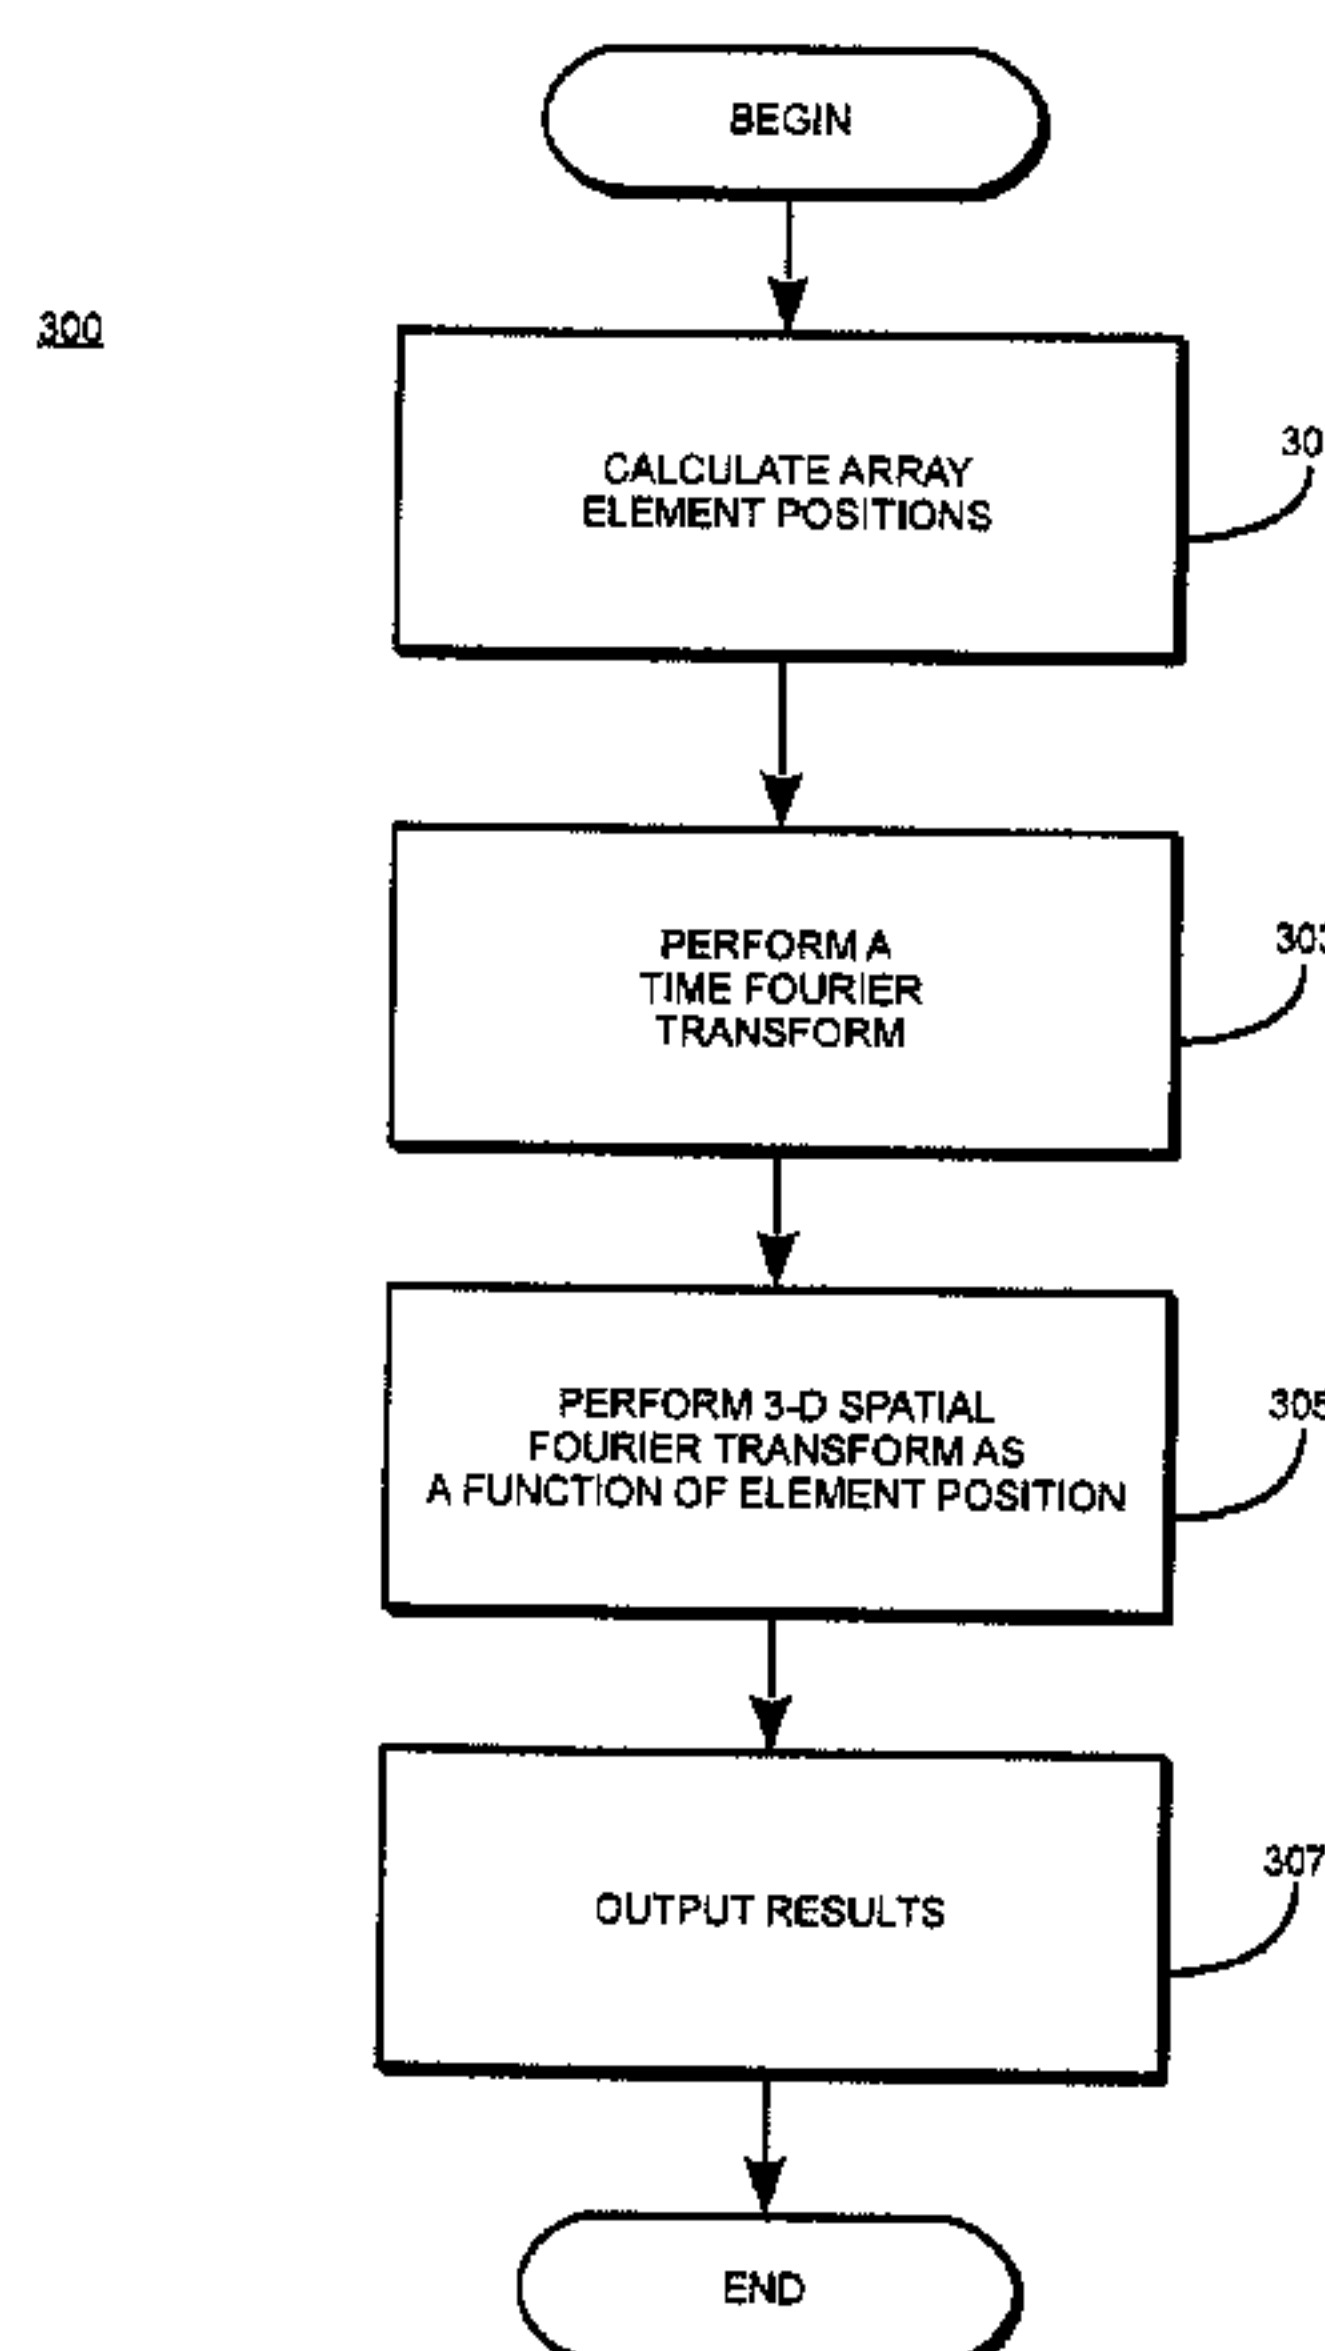 BEGIN
300
CALCULATE ARRAY
ELEMENT POSITIONS
30
PERFORM A
TIME FOURIER
TRANSFORM
303
PERFORM 3-D SPATIAL
FOURIER TRANSFORM AS
A FUNCTION OF ELEMENT POSITION
305
OUTPUT RESULTS
307
END